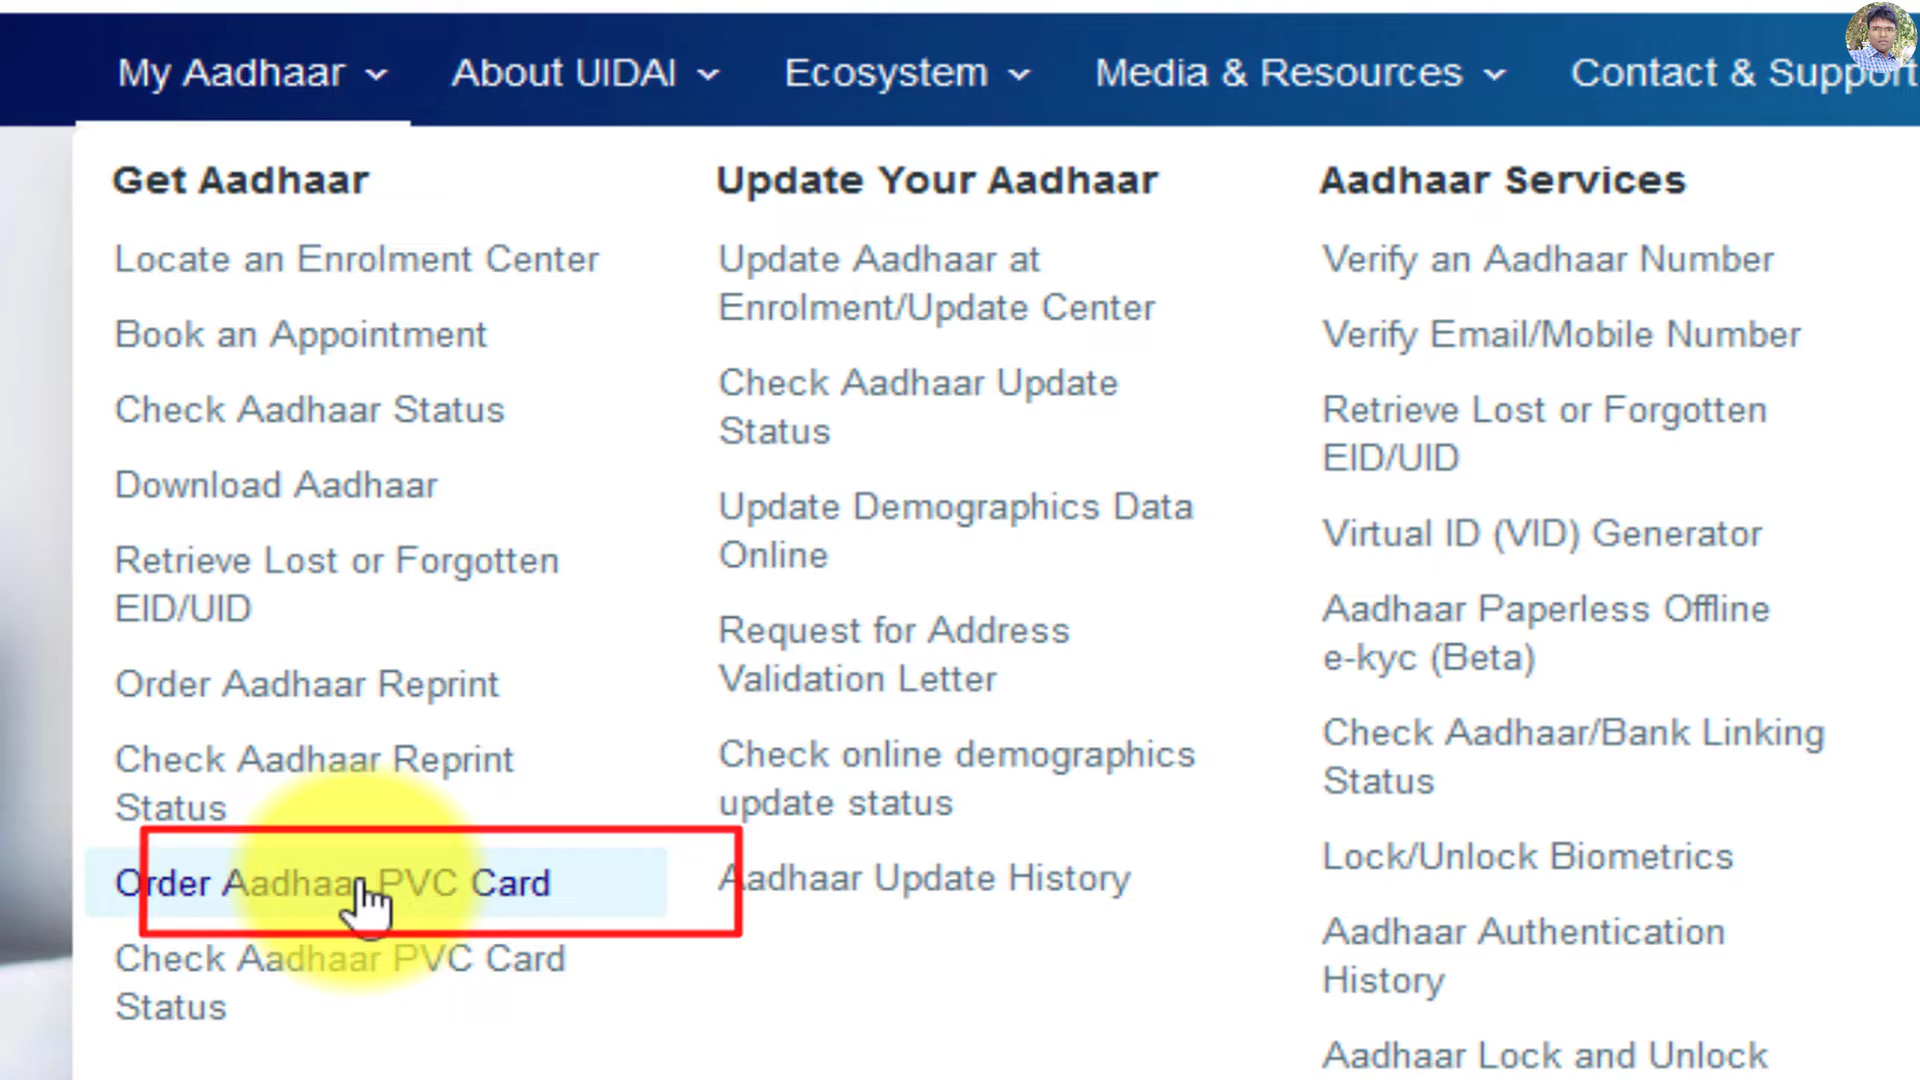 My Aadhaar
About UIDAI
Ecosystem
Media & Resources
Contact & Support
Get Aadhaar
Locate an Enrolment Center
Book an Appointment
Check Aadhaar Status
Download Aadhaar
Retrieve Lost or Forgotten
EID/UID
Order Aadhaar Reprint
Check Aadhaar Reprint
Status
Order Aadhaar PVC Card
Check Aadhaar PVC Card
Status
Update Your Aadhaar
Update Aadhaar at
Enrolment/Update Center
Check Aadhaar Update
Status
Update Demographics Data
Online
Request for Address
Validation Letter
Check online demographics
update status
Aadhaar Update History
Aadhaar Services
Verify an Aadhaar Number
Verify Email/Mobile Number
Retrieve Lost or Forgotten
EID/UID
Virtual ID (VID) Generator
Aadhaar Paperless Offline
e-kyc (Beta)
Check Aadhaar/Bank Linking
Status
Lock/Unlock Biometrics
Aadhaar Authentication
History
Aadhaar Lock and Unlock